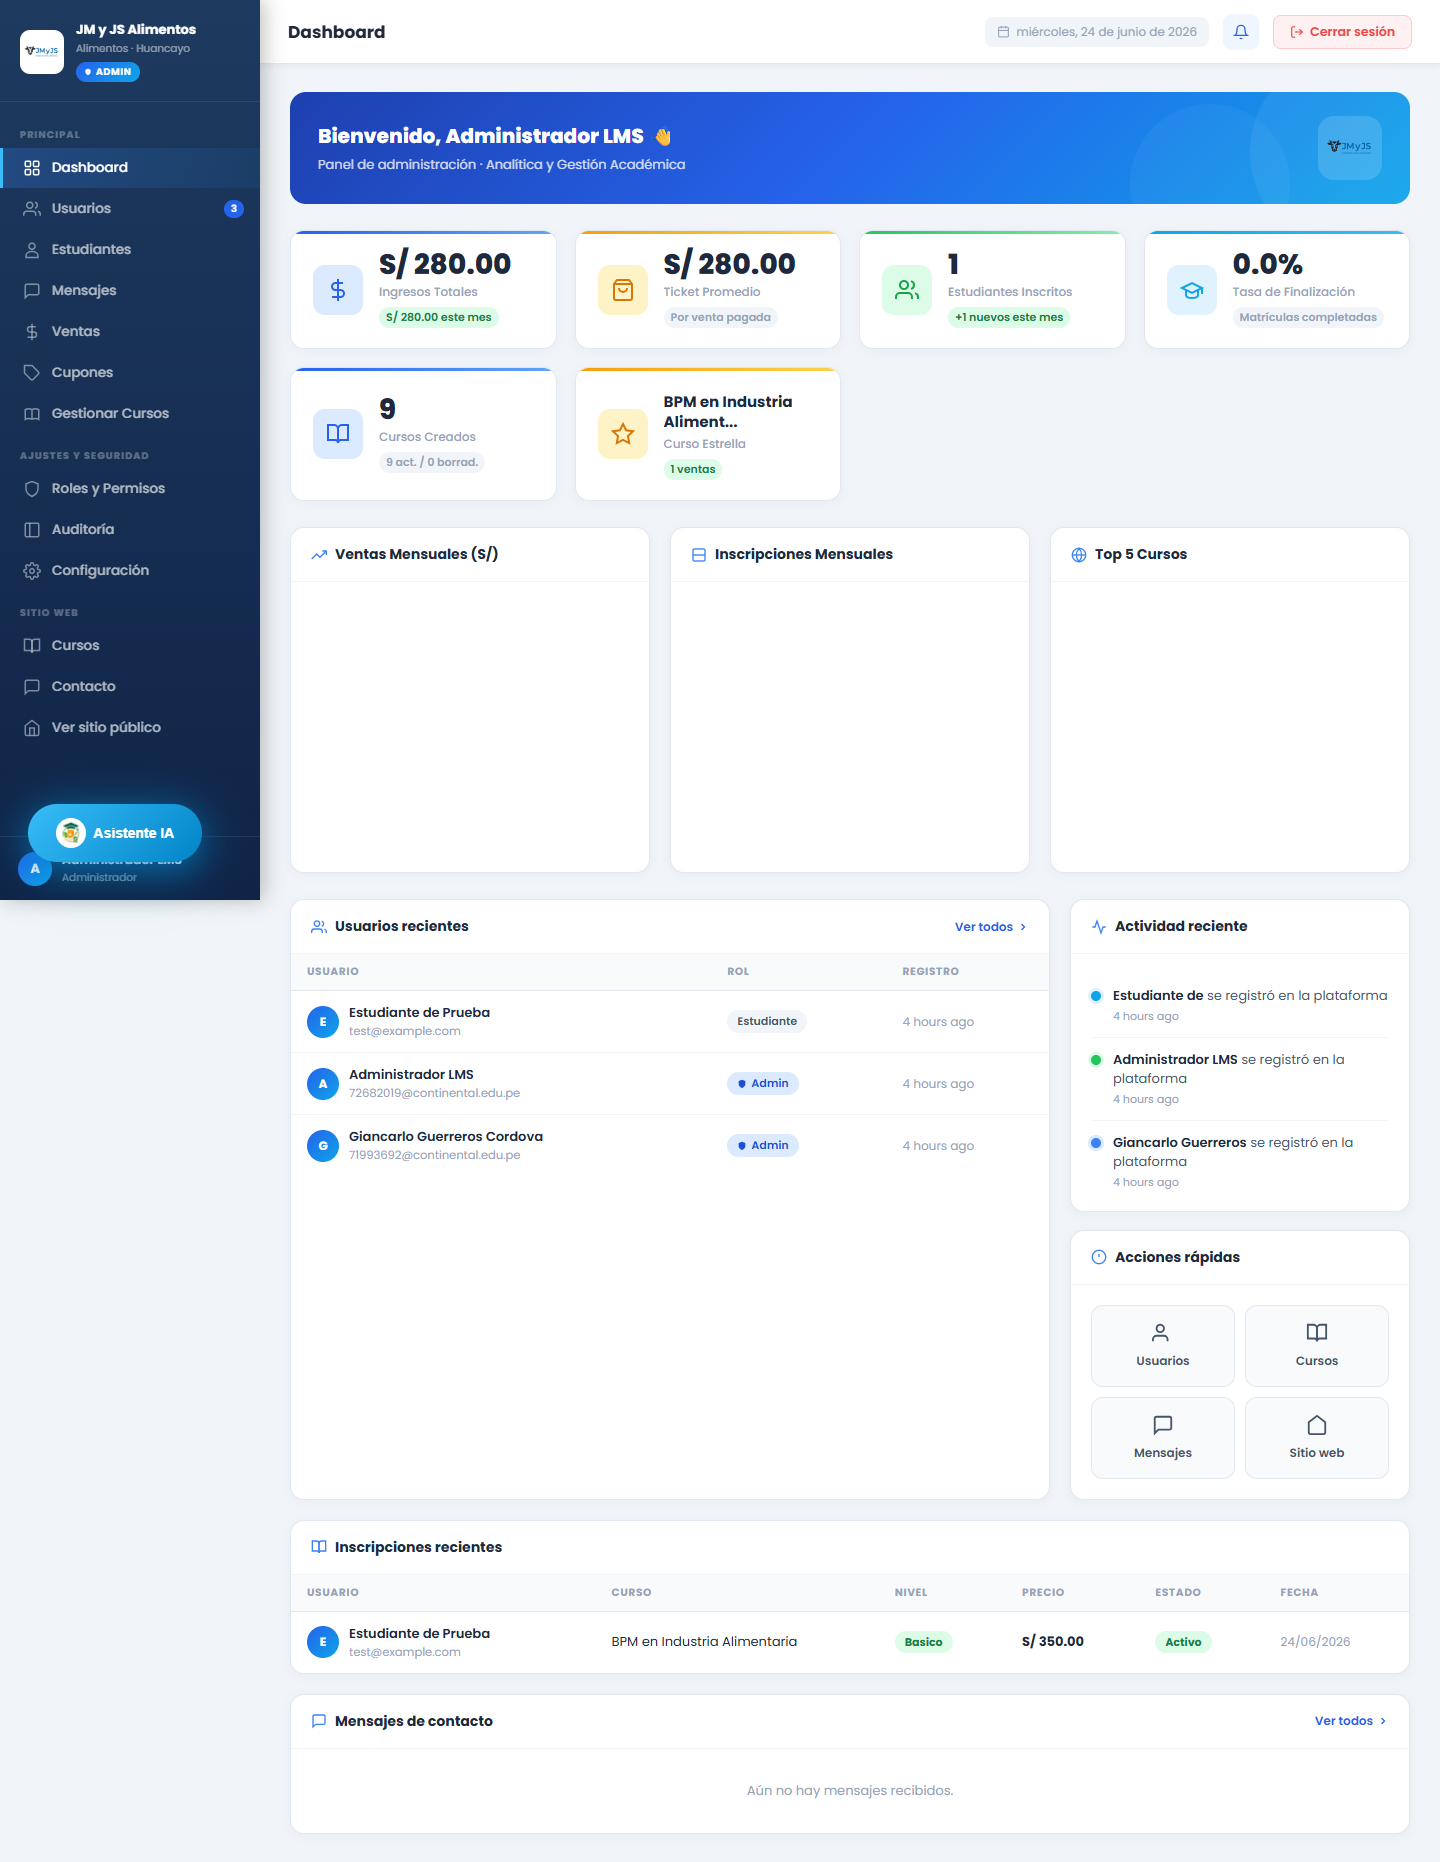 JM y JS Alimentos
Alimentos · Huancayo
ADMIN
PRINCIPAL
Dashboard
Usuarios 3
Estudiantes
Mensajes
Ventas
Cupones
Gestionar Cursos
AJUSTES Y SEGURIDAD
Roles y Permisos
Auditoría
Configuración
SITIO WEB
Cursos
Contacto
Ver sitio público
Asistente IA
A
Administrador LMS
Administrador
Dashboard
miércoles, 24 de junio de 2026
Cerrar sesión
Bienvenido, Administrador LMS 👋
Panel de administración · Analítica y Gestión Académica
JMyJS
S/ 280.00
Ingresos Totales
S/ 280.00 este mes
S/ 280.00
Ticket Promedio
Por venta pagada
1
Estudiantes Inscritos
+1 nuevos este mes
0.0%
Tasa de Finalización
Matrículas completadas
9
Cursos Creados
9 act. / 0 borrad.
BPM en Industria
Aliment...
Curso Estrella
1 ventas
Ventas Mensuales (S/)
Inscripciones Mensuales
Top 5 Cursos
Usuarios recientes
Ver todos
USUARIO ROL REGISTRO
E Estudiante de Prueba Estudiante 4 hours ago
test@example.com
A Administrador LMS Admin 4 hours ago
72682019@continental.edu.pe
G Giancarlo Guerreros Cordova Admin 4 hours ago
71993692@continental.edu.pe
Actividad reciente
Estudiante de se registró en la plataforma
4 hours ago
Administrador LMS se registró en la
plataforma
4 hours ago
Giancarlo Guerreros se registró en la
plataforma
4 hours ago
Acciones rápidas
Usuarios
Cursos
Mensajes
Sitio web
Inscripciones recientes
USUARIO CURSO NIVEL PRECIO ESTADO FECHA
E Estudiante de Prueba BPM en Industria Alimentaria Basico S/ 350.00 Activo 24/06/2026
test@example.com
Mensajes de contacto
Ver todos
Aún no hay mensajes recibidos.